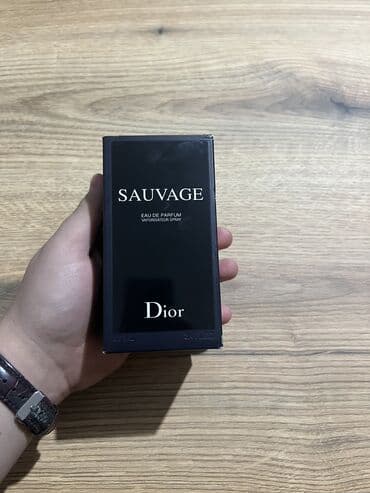 SAUVAGE
EAU DE PARFUM
VAPORISATEUR SPRAY
Dior